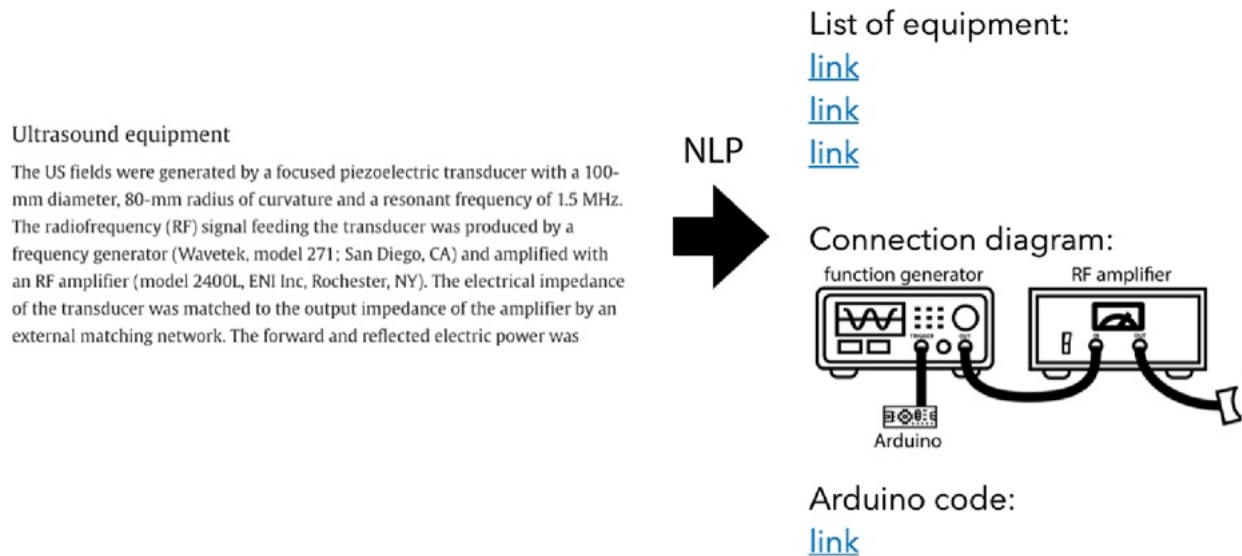 Ultrasound equipment
The US fields were generated by a focused piezoelectric transducer with a 100-
mm diameter, 80-mm radius of curvature and a resonant frequency of 1.5 MHz.
The radiofrequency (RF) signal feeding the transducer was produced by a
frequency generator (Wavetek, model 271; San Diego, CA) and amplified with
an RF amplifier (model 2400L, ENI Inc, Rochester, NY). The electrical impedance
of the transducer was matched to the output impedance of the amplifier by an
external matching network. The forward and reflected electric power was
NLP
List of equipment:
link
link
link
Connection diagram:
function generator
RF amplifier
TRIGGER OUT
IN OUT
Arduino
Arduino code:
link